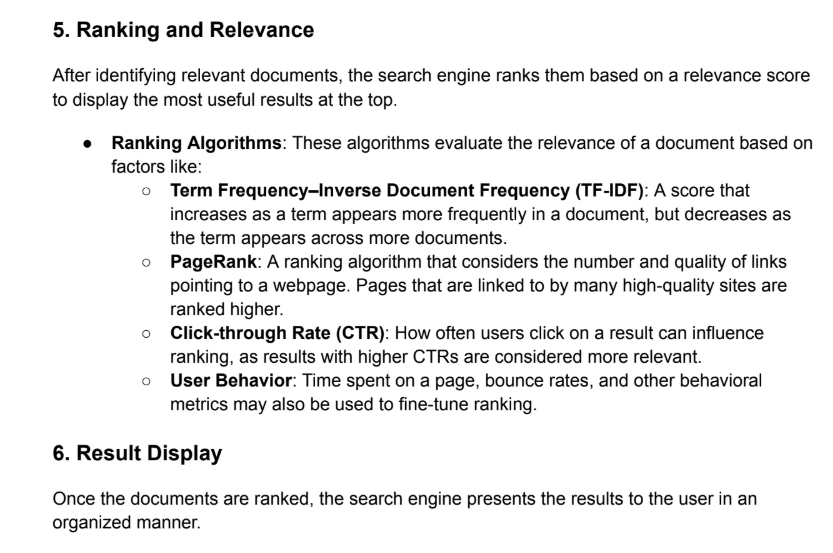 5. Ranking and Relevance
After identifying relevant documents, the search engine ranks them based on a relevance score
to display the most useful results at the top.
● Ranking Algorithms: These algorithms evaluate the relevance of a document based on
factors like:
○ Term Frequency–Inverse Document Frequency (TF-IDF): A score that
increases as a term appears more frequently in a document, but decreases as
the term appears across more documents.
○ PageRank: A ranking algorithm that considers the number and quality of links
pointing to a webpage. Pages that are linked to by many high-quality sites are
ranked higher.
○ Click-through Rate (CTR): How often users click on a result can influence
ranking, as results with higher CTRs are considered more relevant.
○ User Behavior: Time spent on a page, bounce rates, and other behavioral
metrics may also be used to fine-tune ranking.
6. Result Display
Once the documents are ranked, the search engine presents the results to the user in an
organized manner.